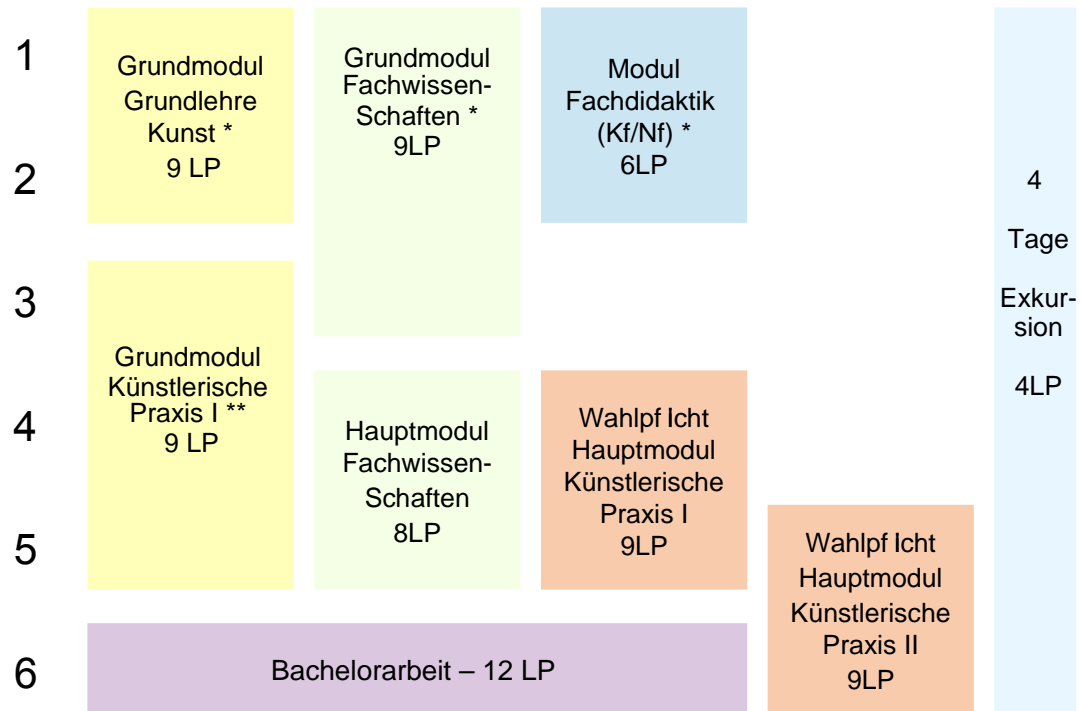 1
Grundmodul
Grundlehre
Kunst *
9 LP
Grundmodul
Fachwissen-
Schaften *
9LP
Modul
Fachdidaktik
(Kf/Nf) *
6LP
2
4
Tage
Exkur-
sion
4LP
3
Grundmodul
Künstlerische
Praxis I **
9 LP
4
Hauptmodul
Fachwissen-
Schaften
8LP
Wahlpf Icht
Hauptmodul
Künstlerische
Praxis I
9LP
5
Wahlpf Icht
Hauptmodul
Künstlerische
Praxis II
9LP
6
Bachelorarbeit – 12 LP